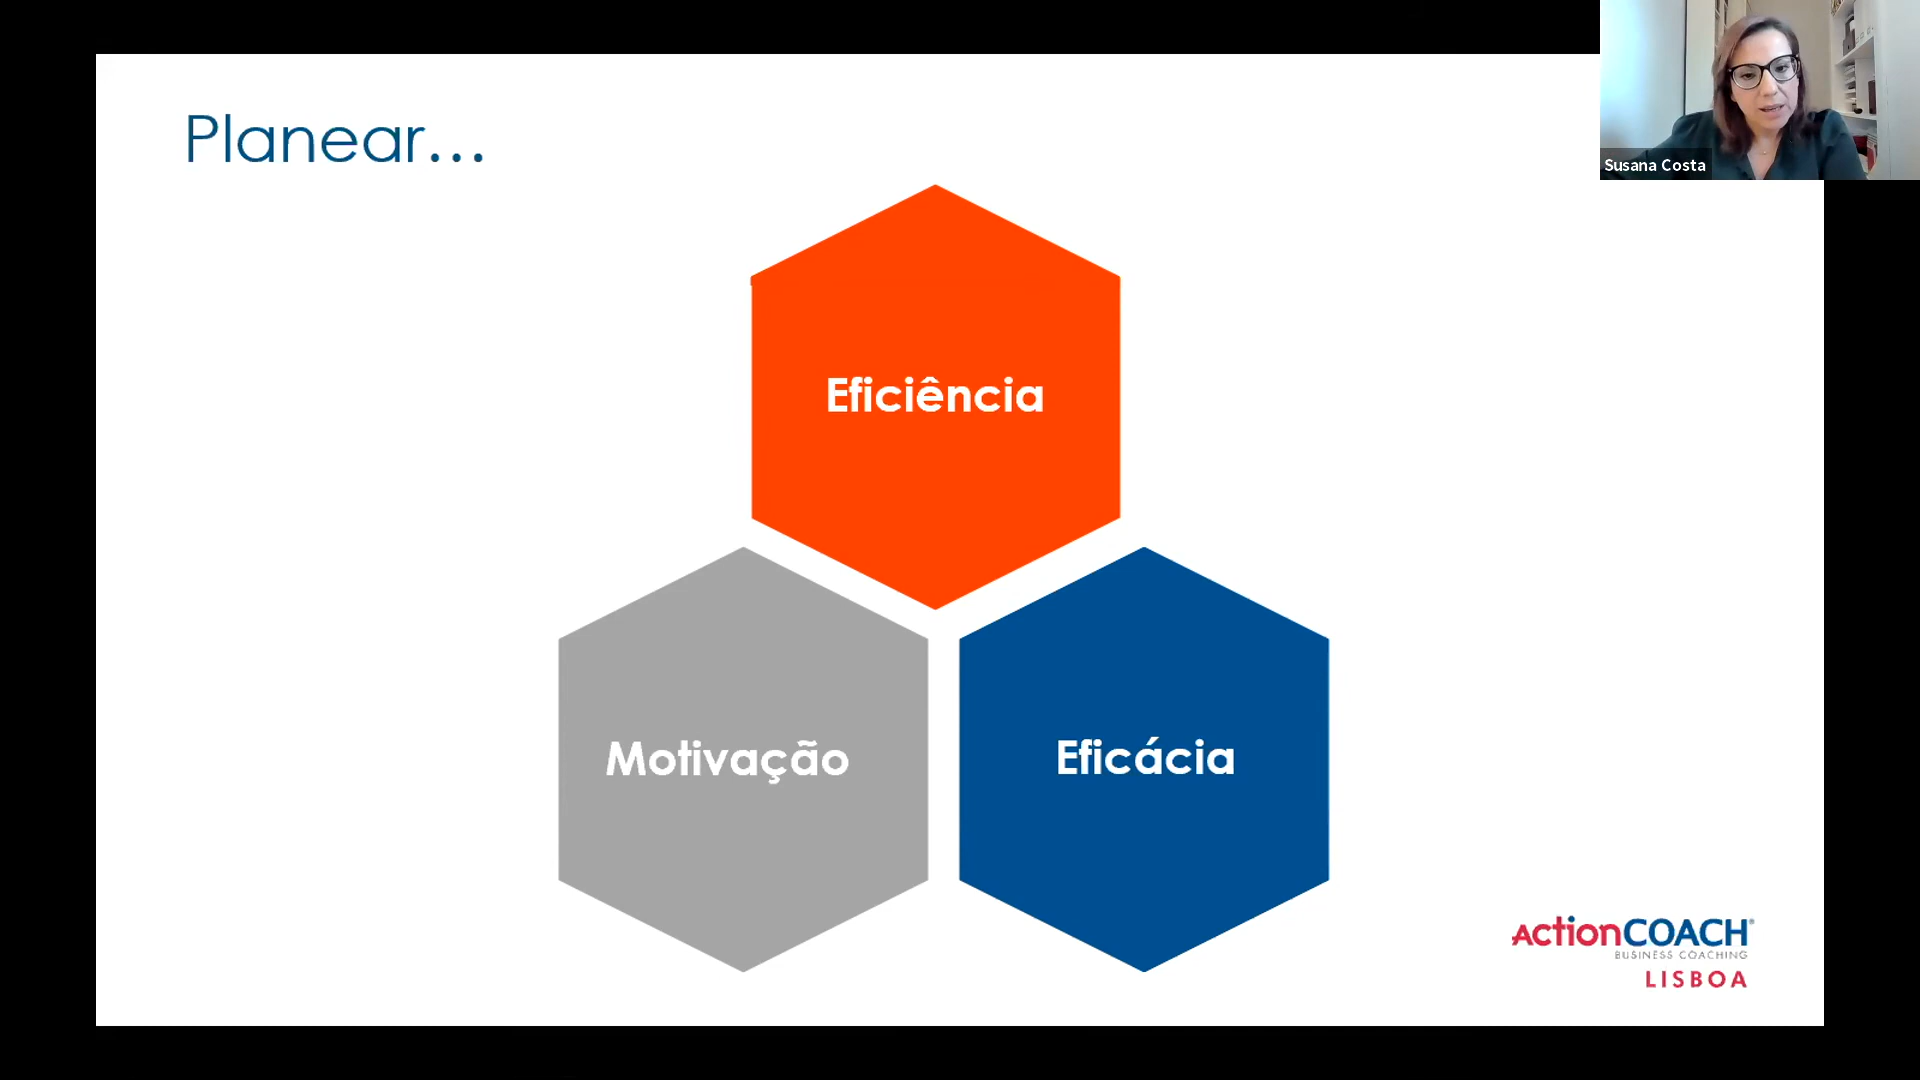 Planear...
Susana Costa
Eficiência
Motivação
Eficácia
ActionCOACH®
BUSINESS COACHING
LISBOA